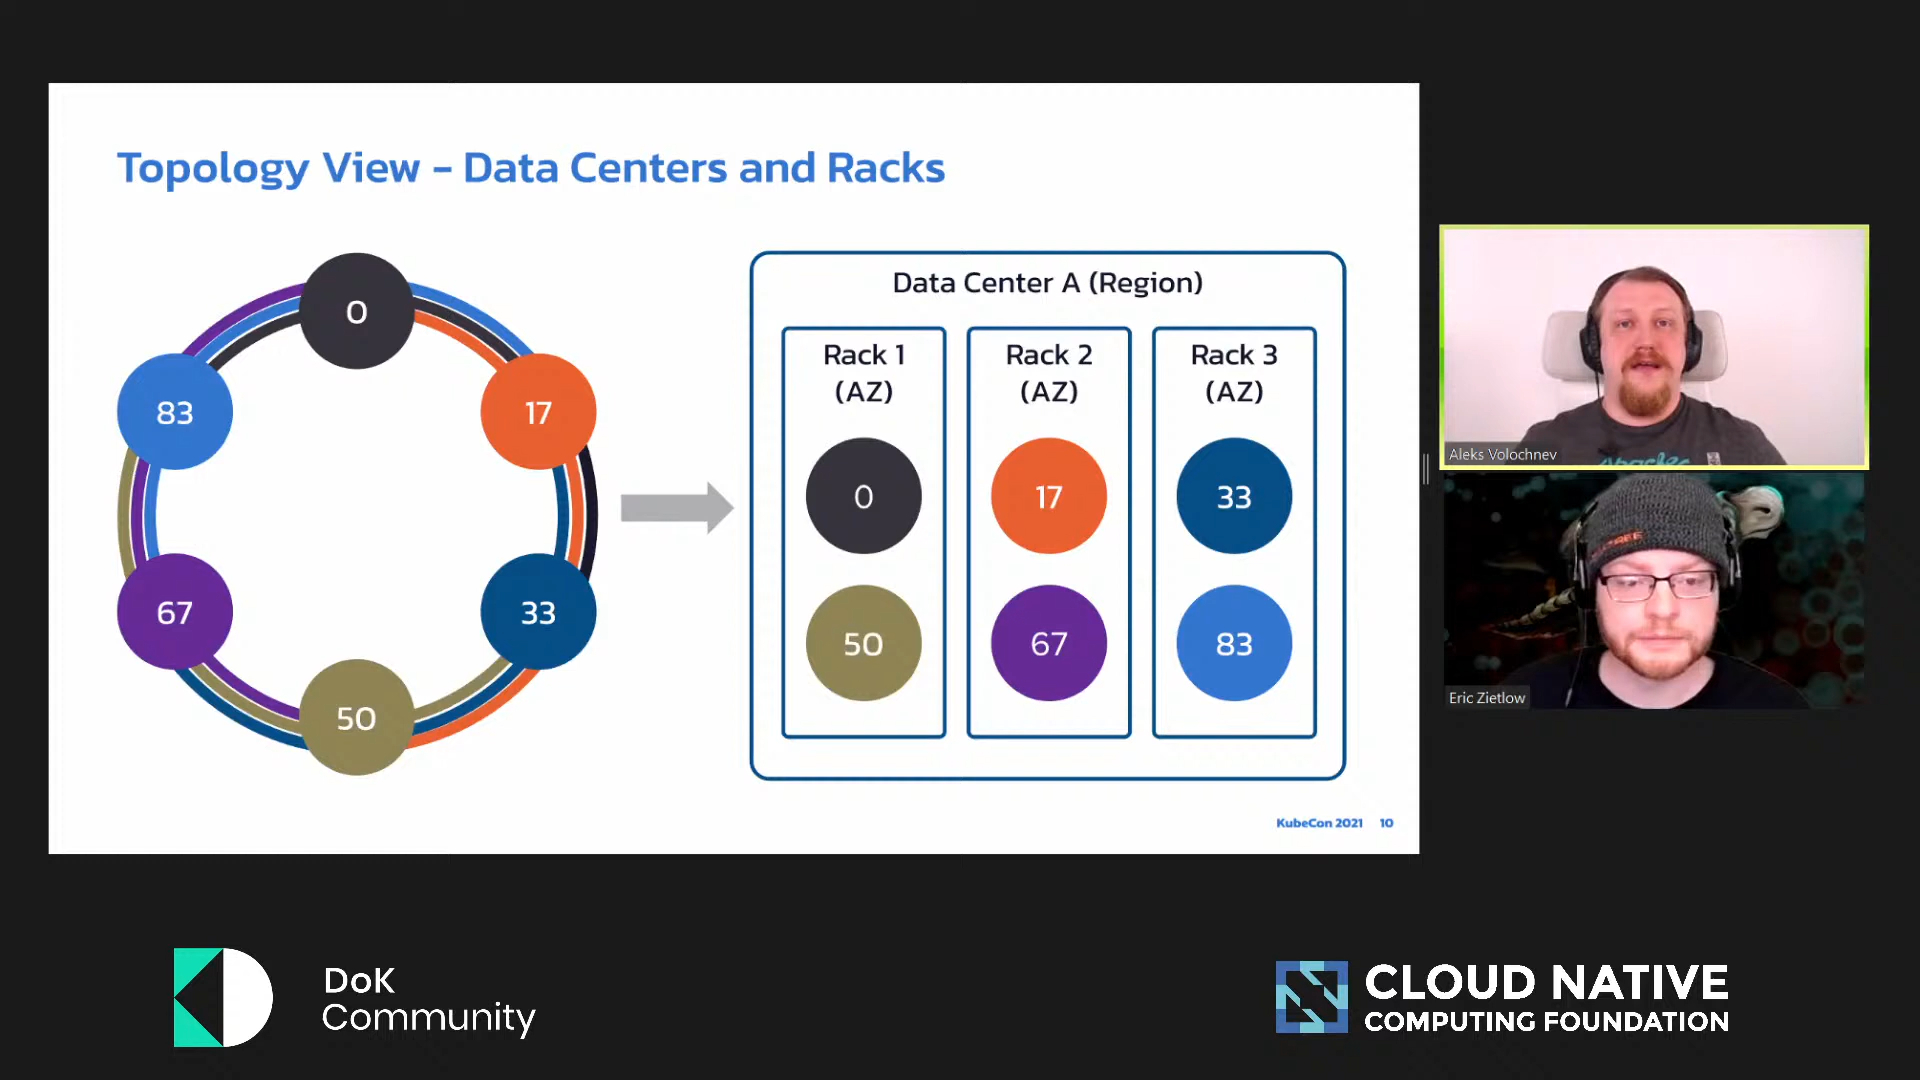 Topology View - Data Centers and Racks
0
17
33
50
67
83
Data Center A (Region)
Rack 1
(AZ)
0
50
Rack 2
(AZ)
17
67
Rack 3
(AZ)
33
83
KubeCon 2021 10
Aleks Volochnev
Eric Zietlow
DoK
Community
CLOUD NATIVE
COMPUTING FOUNDATION